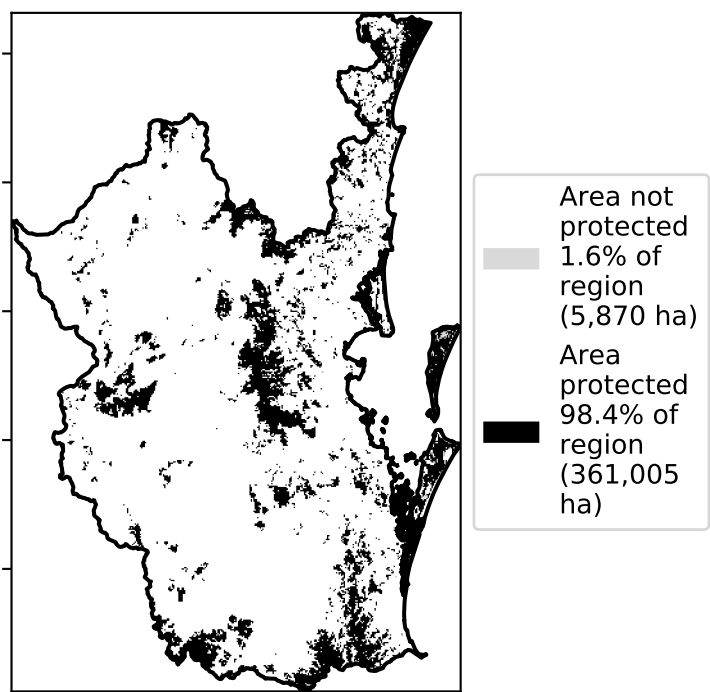 Area not
protected
1.6% of
region
(5,870 ha)
Area
protected
98.4% of
region
(361,005
ha)